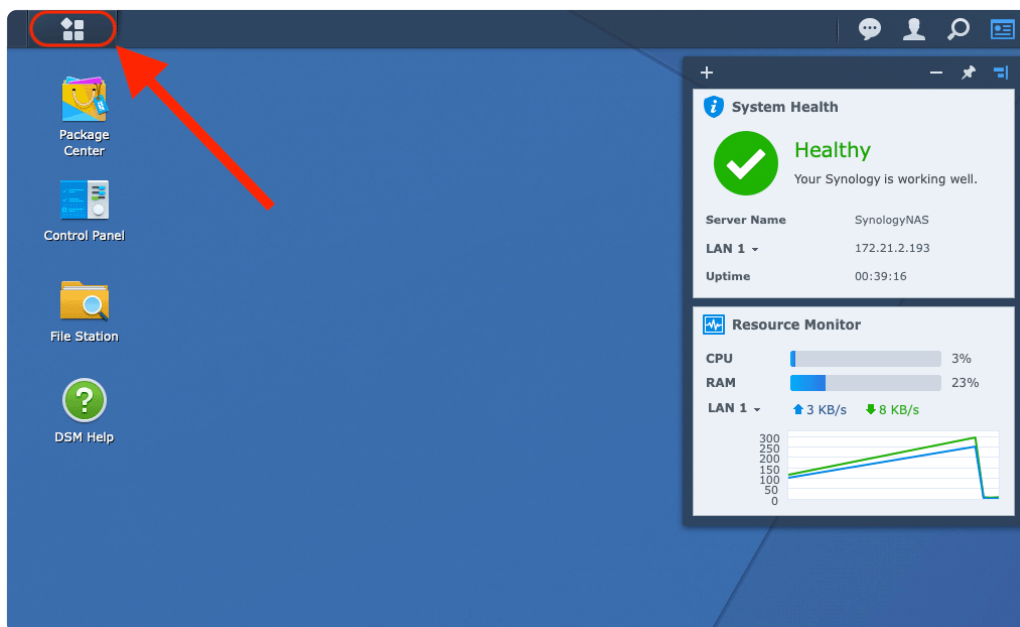 Package
Center
Control Panel
File Station
?
DSM Help
+
i System Health
Healthy
Your Synology is working well.
Server Name SynologyNAS
LAN 1 172.21.2.193
Uptime 00:39:16
Resource Monitor
CPU 3%
RAM 23%
LAN 1 3 KB/s 8 KB/s
300
250
200
150
100
50
0